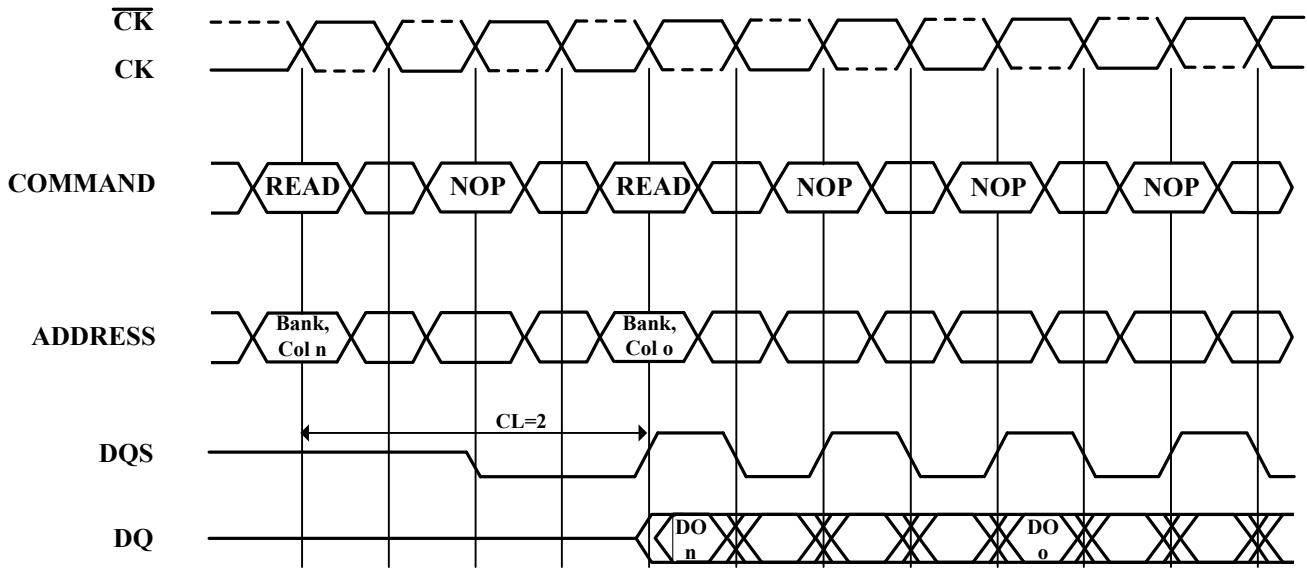 CK
CK
COMMAND
READ
NOP
READ
NOP
NOP
NOP
ADDRESS
Bank,
Col n
Bank,
Col o
CL=2
DQS
DQ
DO
n
DO
o